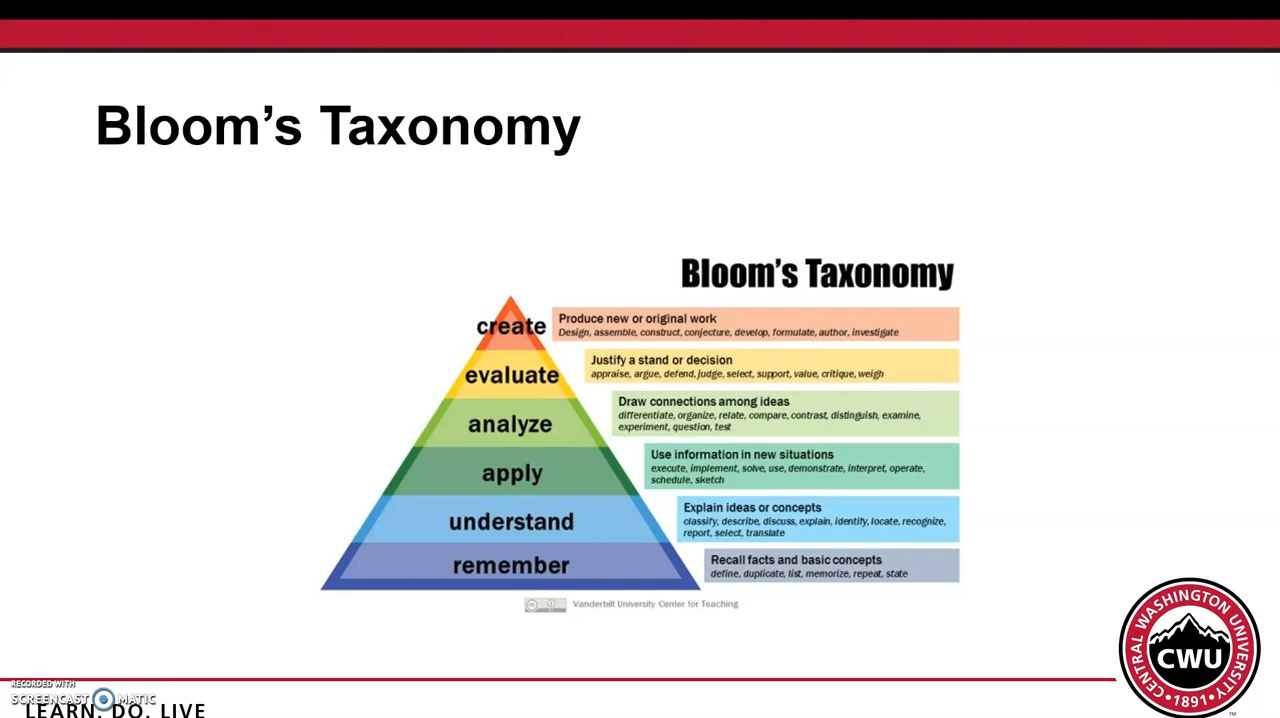 Bloom’s Taxonomy
Bloom’s Taxonomy
create
Produce new or original work
Design, assemble, construct, conjecture, develop, formulate, author, investigate
evaluate
Justify a stand or decision
appraise, argue, defend, judge, select, support, value, critique, weigh
analyze
Draw connections among ideas
differentiate, organize, relate, compare, contrast, distinguish, examine,
experiment, question, test
apply
Use information in new situations
execute, implement, solve, use, demonstrate, interpret, operate,
schedule, sketch
understand
Explain ideas or concepts
classify, describe, discuss, explain, identify, locate, recognize,
report, select, translate
remember
Recall facts and basic concepts
define, duplicate, list, memorize, repeat, state
Vanderbilt University Center for Teaching
CENTRAL WASHINGTON UNIVERSITY
CWU
•1891•
™
RECORDED WITH
SCREENCAST MATIC
LEARN. DO. LIVE